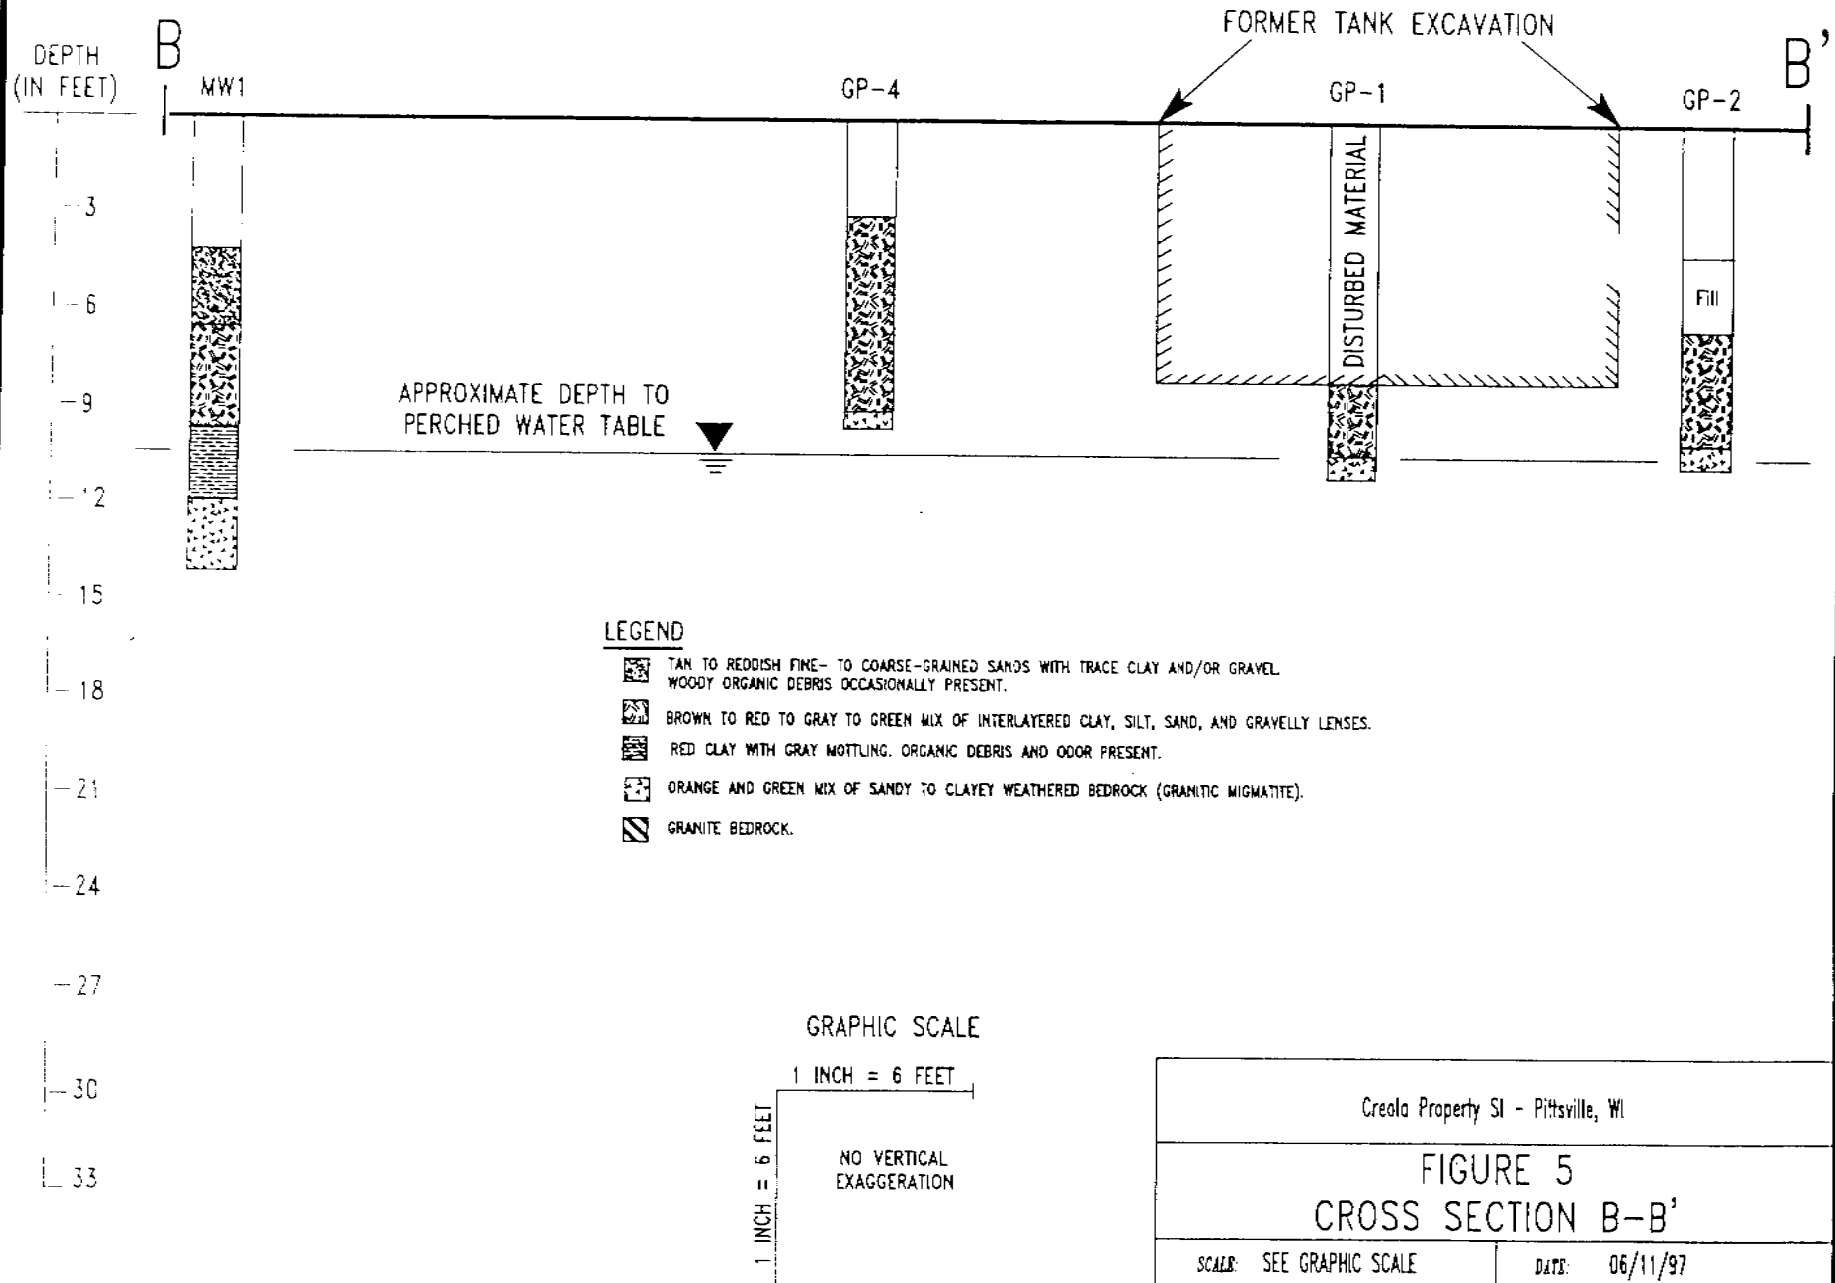 DEPTH
(IN FEET)
B
MW1
GP-4
FORMER TANK EXCAVATION
GP-1
GP-2
B'
3
6
9
12
15
18
21
24
27
30
33
DISTURBED MATERIAL
Fill
APPROXIMATE DEPTH TO
PERCHED WATER TABLE
LEGEND
TAN TO REDDISH FINE- TO COARSE-GRAINED SANDS WITH TRACE CLAY AND/OR GRAVEL
WOODY ORGANIC DEBRIS OCCASIONALLY PRESENT.
BROWN TO RED TO GRAY TO GREEN MIX OF INTERLAYERED CLAY, SILT, SAND, AND GRAVELLY LENSES.
RED CLAY WITH GRAY MOTTLING. ORGANIC DEBRIS AND ODOR PRESENT.
ORANGE AND GREEN MIX OF SANDY TO CLAYEY WEATHERED BEDROCK (GRANITIC MIGMATITE).
GRANITE BEDROCK.
GRAPHIC SCALE
1 INCH = 6 FEET
1 INCH = 6 FEET
NO VERTICAL
EXAGGERATION
Creola Property SI - Pittsville, WI
FIGURE 5
CROSS SECTION B-B'
SCALE: SEE GRAPHIC SCALE
DATE: 06/11/97